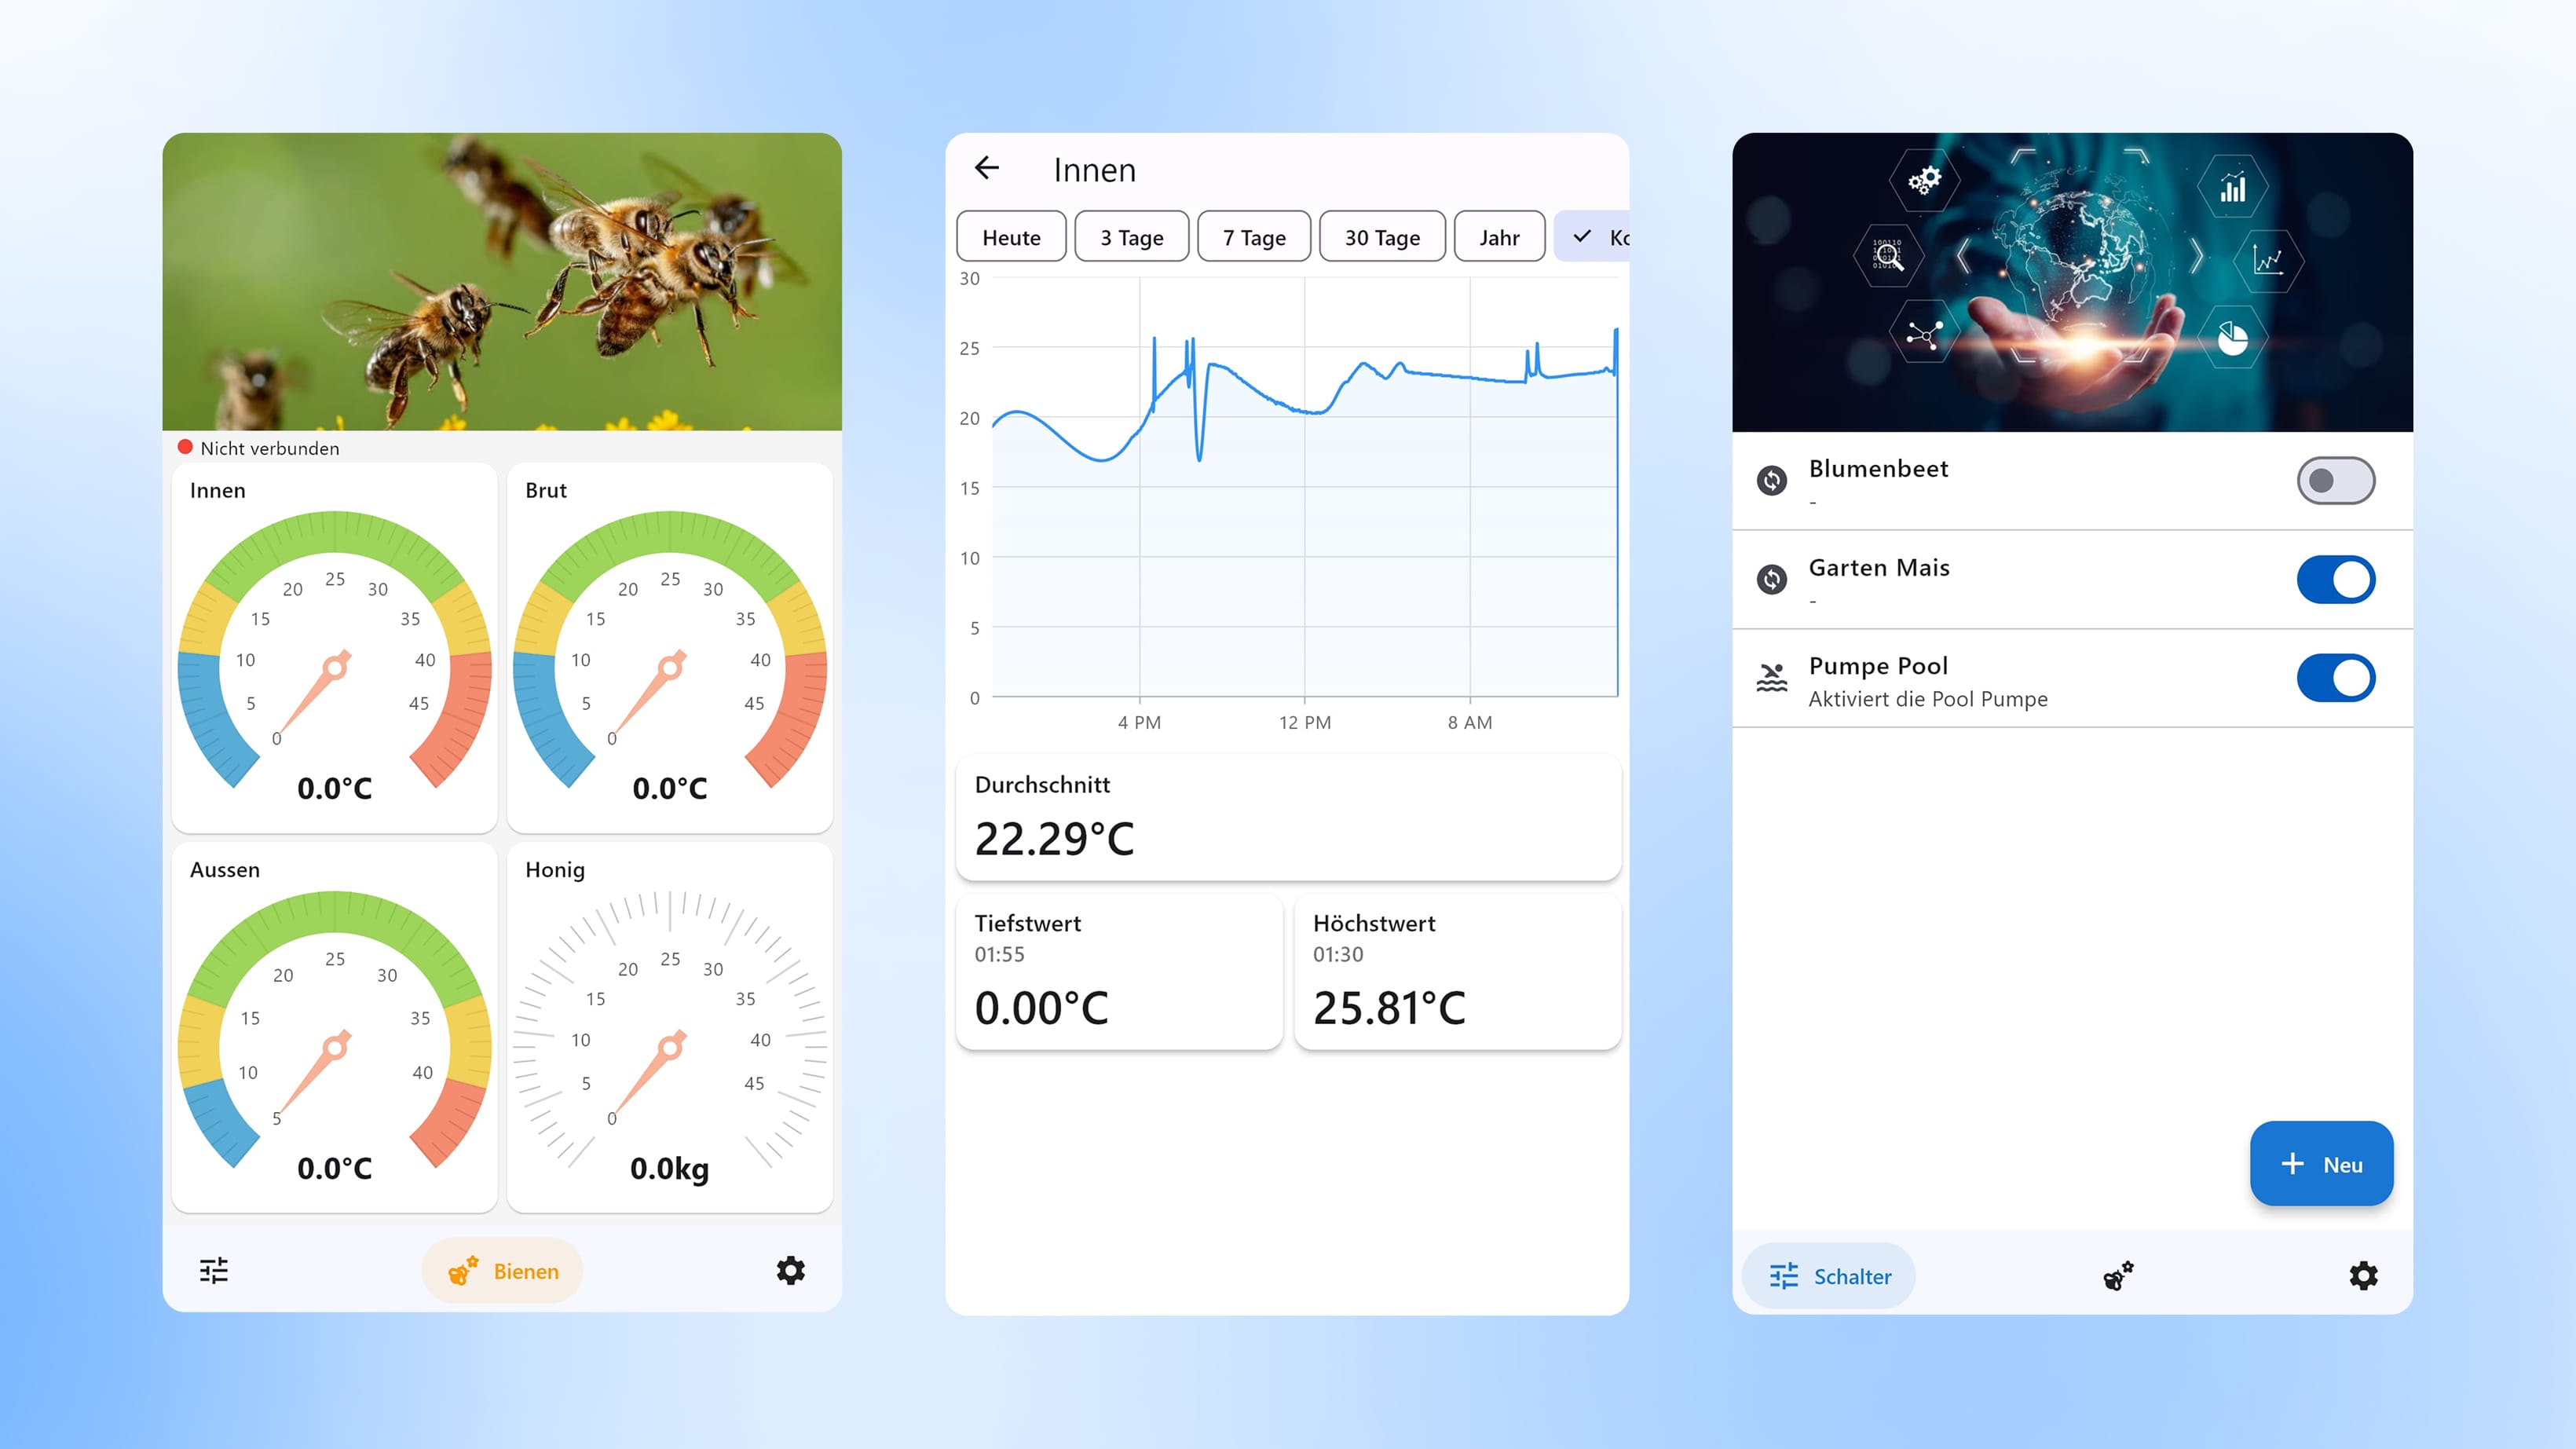 Nicht verbunden
Innen
0 5 10 15 20 25 30 35 40 45
0.0°C
Brut
0 5 10 15 20 25 30 35 40 45
0.0°C
Aussen
5 10 15 20 25 30 35 40
0.0°C
Honig
0 5 10 15 20 25 30 35 40 45
0.0kg
Bienen
Innen
Heute 3 Tage 7 Tage 30 Tage Jahr
30
25
20
15
10
5
0
4 PM 12 PM 8 AM
Durchschnitt
22.29°C
Tiefstwert
01:55
0.00°C
Höchstwert
01:30
25.81°C
Blumenbeet
-
Garten Mais
-
Pumpe Pool
Aktiviert die Pool Pumpe
+ Neu
Schalter